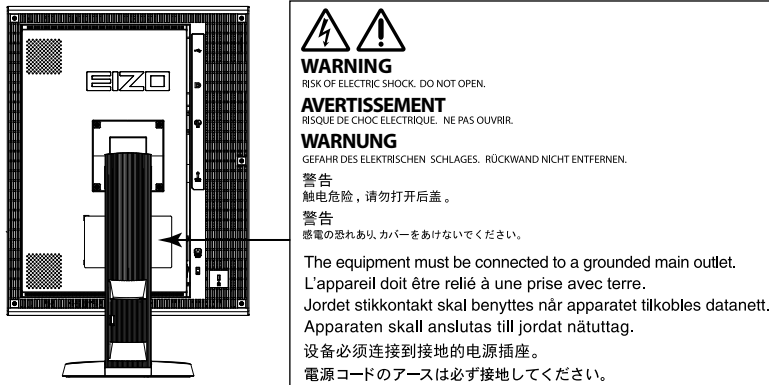 EIZO
WARNING
RISK OF ELECTRIC SHOCK. DO NOT OPEN.
AVERTISSEMENT
RISQUE DE CHOC ELECTRIQUE. NE PAS OUVRIR.
WARNUNG
GEFAHR DES ELEKTRISCHEN SCHLAGES. RÜCKWAND NICHT ENTFERNEN.
警告
触电危险，请勿打开后盖。
警告
感電の恐れあり、カバーをあけないでください。
The equipment must be connected to a grounded main outlet.
L'appareil doit être relié à une prise avec terre.
Jordet stikkontakt skal benyttes når apparatet tilkobles datanett.
Apparaten skall anslutas till jordat nätuttag.
设备必须连接到接地的电源插座。
電源コードのアースは必ず接地してください。